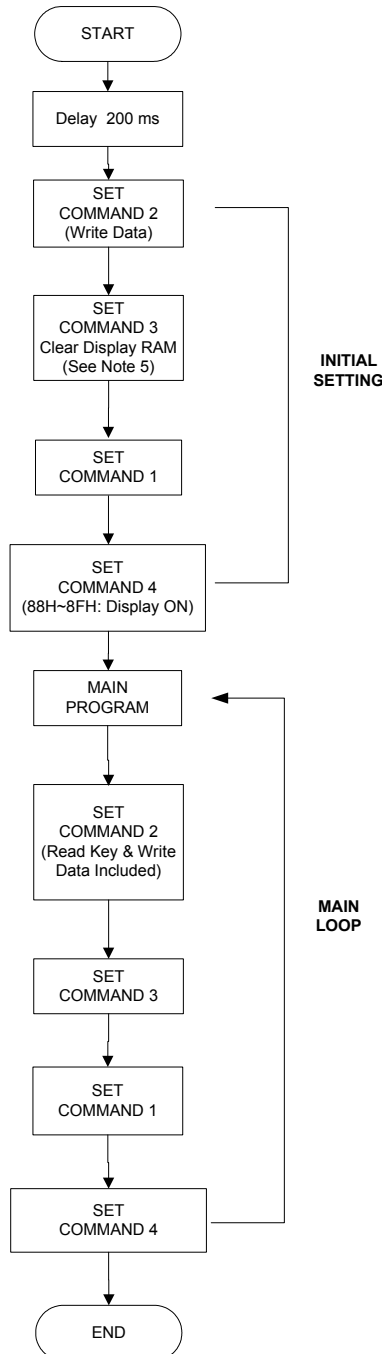 START
Delay 200 ms
SET
COMMAND 2
(Write Data)
SET
COMMAND 3
Clear Display RAM
(See Note 5)
INITIAL
SETTING
SET
COMMAND 1
SET
COMMAND 4
(88H~8FH: Display ON)
MAIN
PROGRAM
SET
COMMAND 2
(Read Key & Write
Data Included)
MAIN
LOOP
SET
COMMAND 3
SET
COMMAND 1
SET
COMMAND 4
END